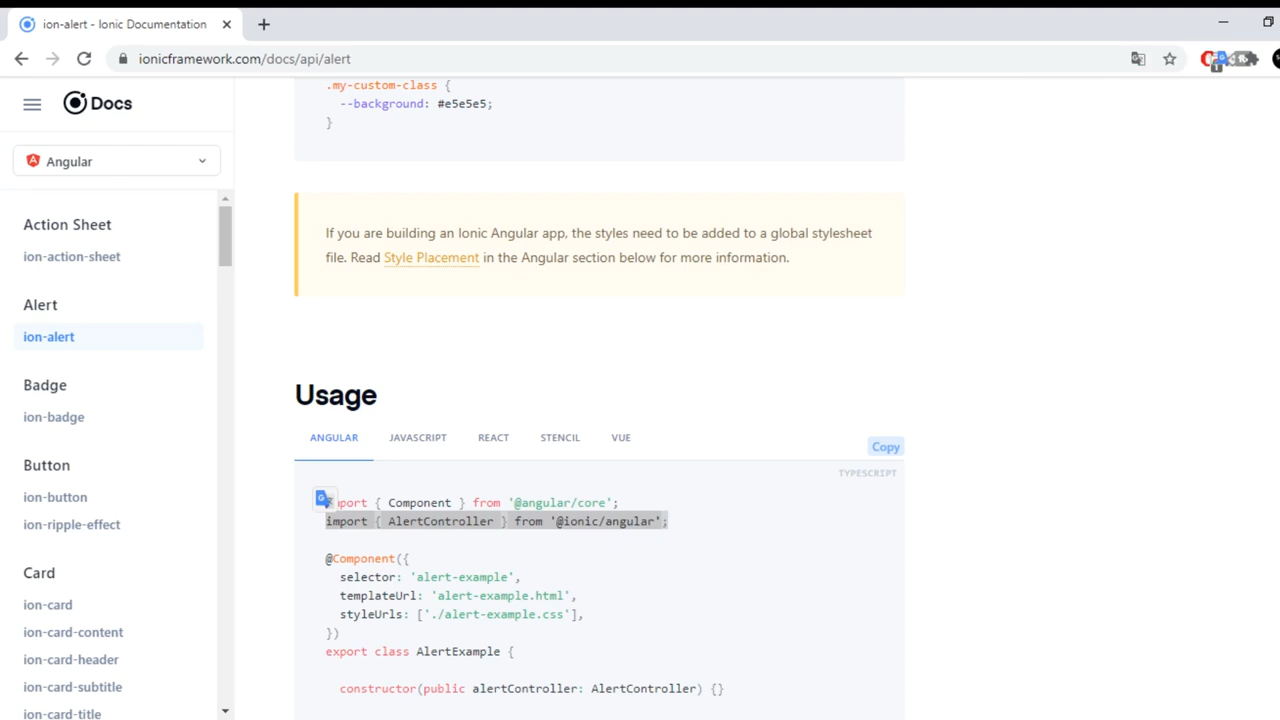 ion-alert - Ionic Documentation
ionicframework.com/docs/api/alert
Docs
Angular
Action Sheet
ion-action-sheet
Alert
ion-alert
Badge
ion-badge
Button
ion-button
ion-ripple-effect
Card
ion-card
ion-card-content
ion-card-header
ion-card-subtitle
ion-card-title
.my-custom-class {
--background: #e5e5e5;
}
If you are building an Ionic Angular app, the styles need to be added to a global stylesheet
file. Read Style Placement in the Angular section below for more information.
Usage
ANGULAR JAVASCRIPT REACT STENCIL VUE
Copy
TYPESCRIPT
port { Component } from '@angular/core';
import { AlertController } from '@ionic/angular';
@Component({
selector: 'alert-example',
templateUrl: 'alert-example.html',
styleUrls: ['./alert-example.css'],
})
export class AlertExample {
constructor(public alertController: AlertController) {}